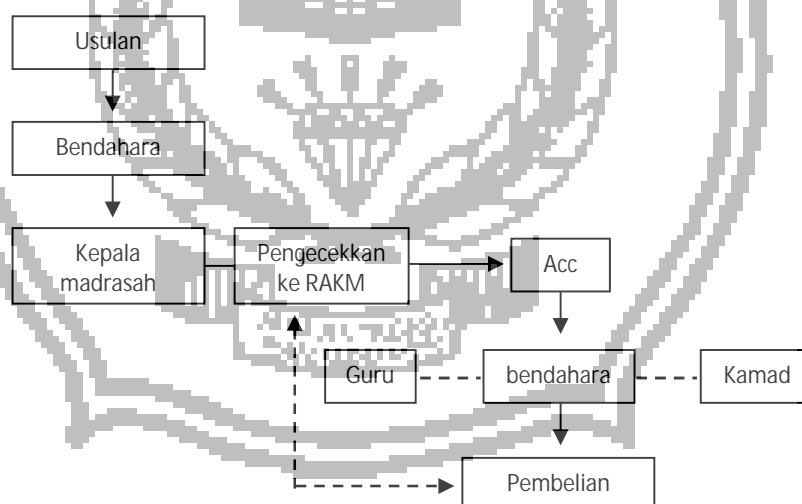 Usulan
Bendahara
Kepala
madrasah
Pengecekkan
ke RAKM
Acc
Guru
bendahara
Kamad
Pembelian